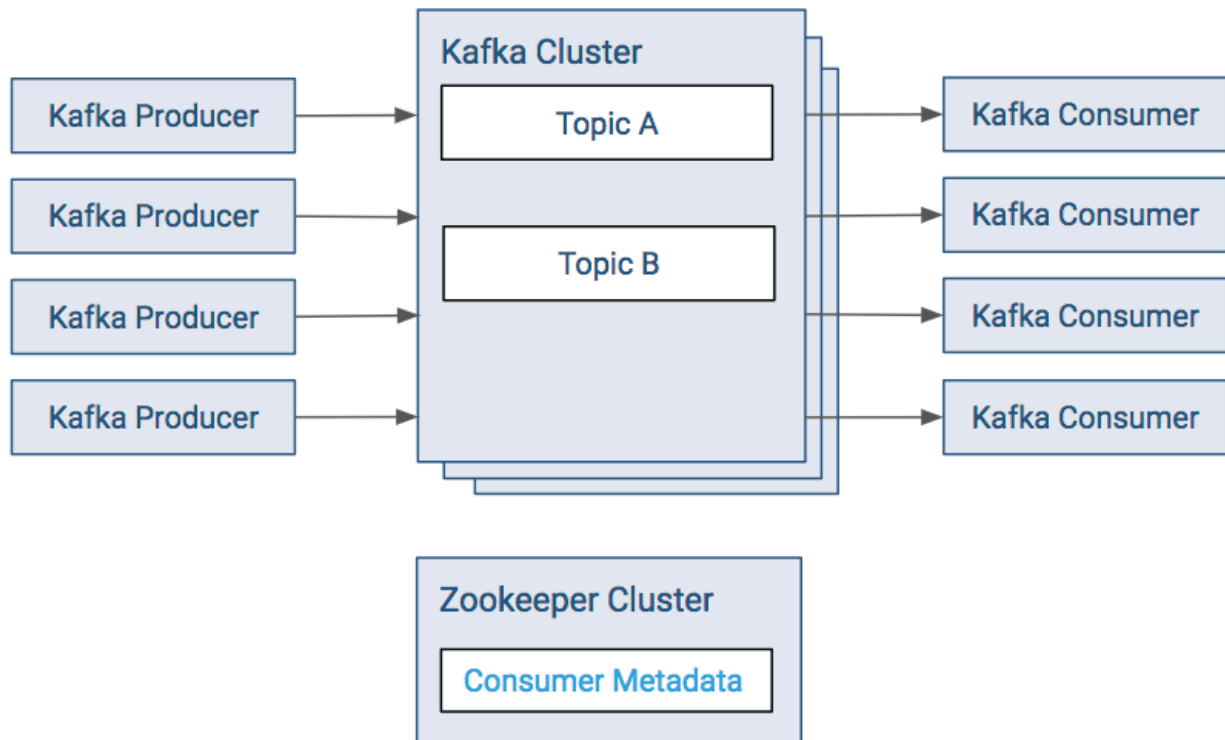 Kafka Cluster
Kafka Producer
Topic A
Kafka Consumer
Kafka Producer
Kafka Consumer
Topic B
Kafka Producer
Kafka Consumer
Kafka Producer
Kafka Consumer
Zookeeper Cluster
Consumer Metadata